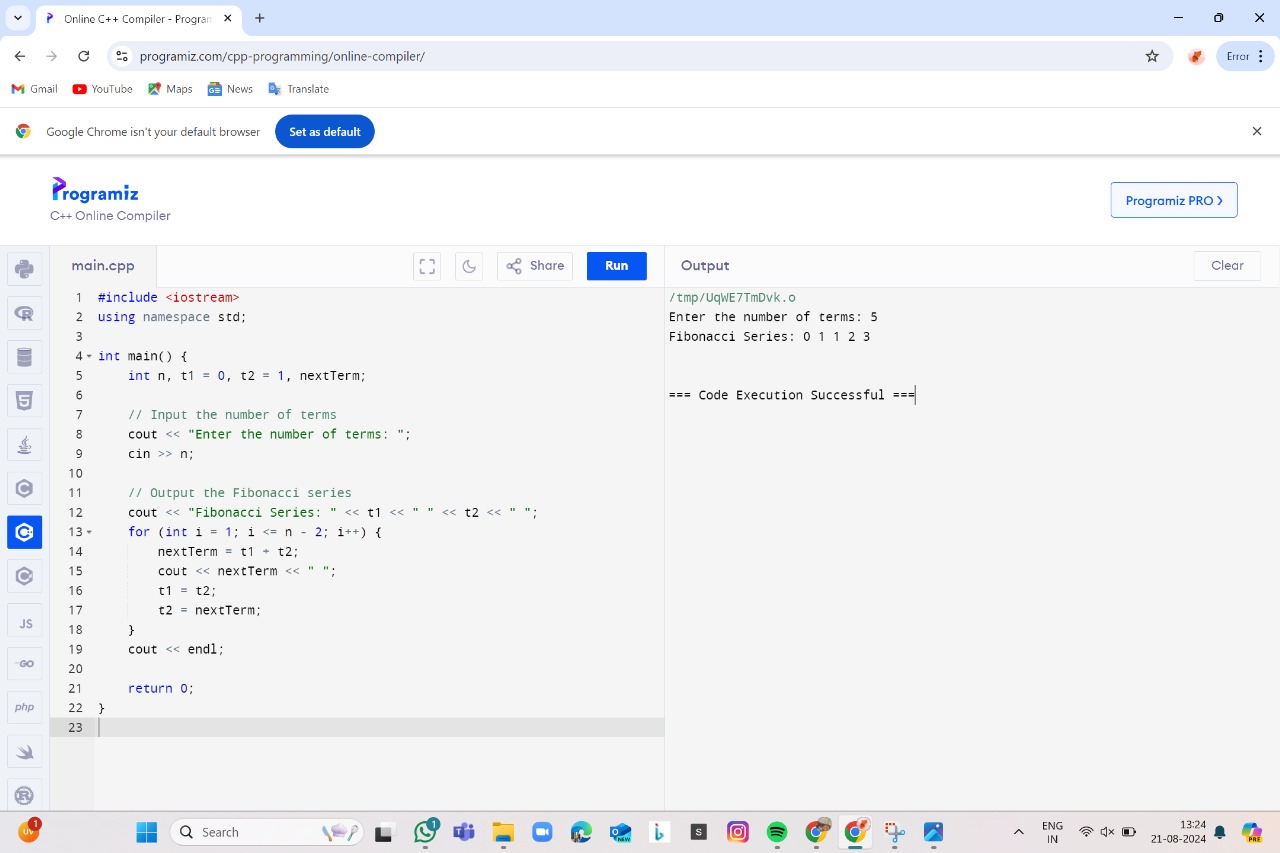 Online C++ Compiler - Program
programiz.com/cpp-programming/online-compiler/
Error
Gmail YouTube Maps News Translate
Google Chrome isn't your default browser Set as default
Programiz
C++ Online Compiler
Programiz PRO
main.cpp Share Run
Output Clear
1 #include <iostream>
2 using namespace std;
3
4 int main() {
5 int n, t1 = 0, t2 = 1, nextTerm;
6
7 // Input the number of terms
8 cout << "Enter the number of terms: ";
9 cin >> n;
10
11 // Output the Fibonacci series
12 cout << "Fibonacci Series: " << t1 << " " << t2 << " ";
13 for (int i = 1; i <= n - 2; i++) {
14 nextTerm = t1 + t2;
15 cout << nextTerm << " ";
16 t1 = t2;
17 t2 = nextTerm;
18 }
19 cout << endl;
20
21 return 0;
22 }
23
/tmp/UqWE7TmDvk.o
Enter the number of terms: 5
Fibonacci Series: 0 1 1 2 3
=== Code Execution Successful ===
JS
GO
php
UV 1
Search
1
NEW
S
ENG
IN
13:24
21-08-2024
PRE